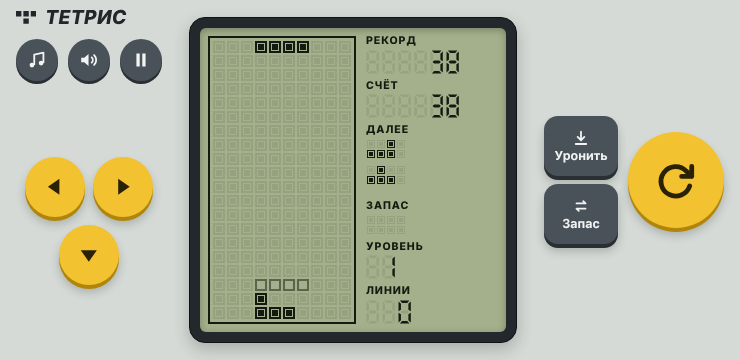 ТЕТРИС
РЕКОРД
38
СЧЁТ
38
ДАЛЕЕ
ЗАПАС
УРОВЕНЬ
1
ЛИНИИ
0
Уронить
Запас